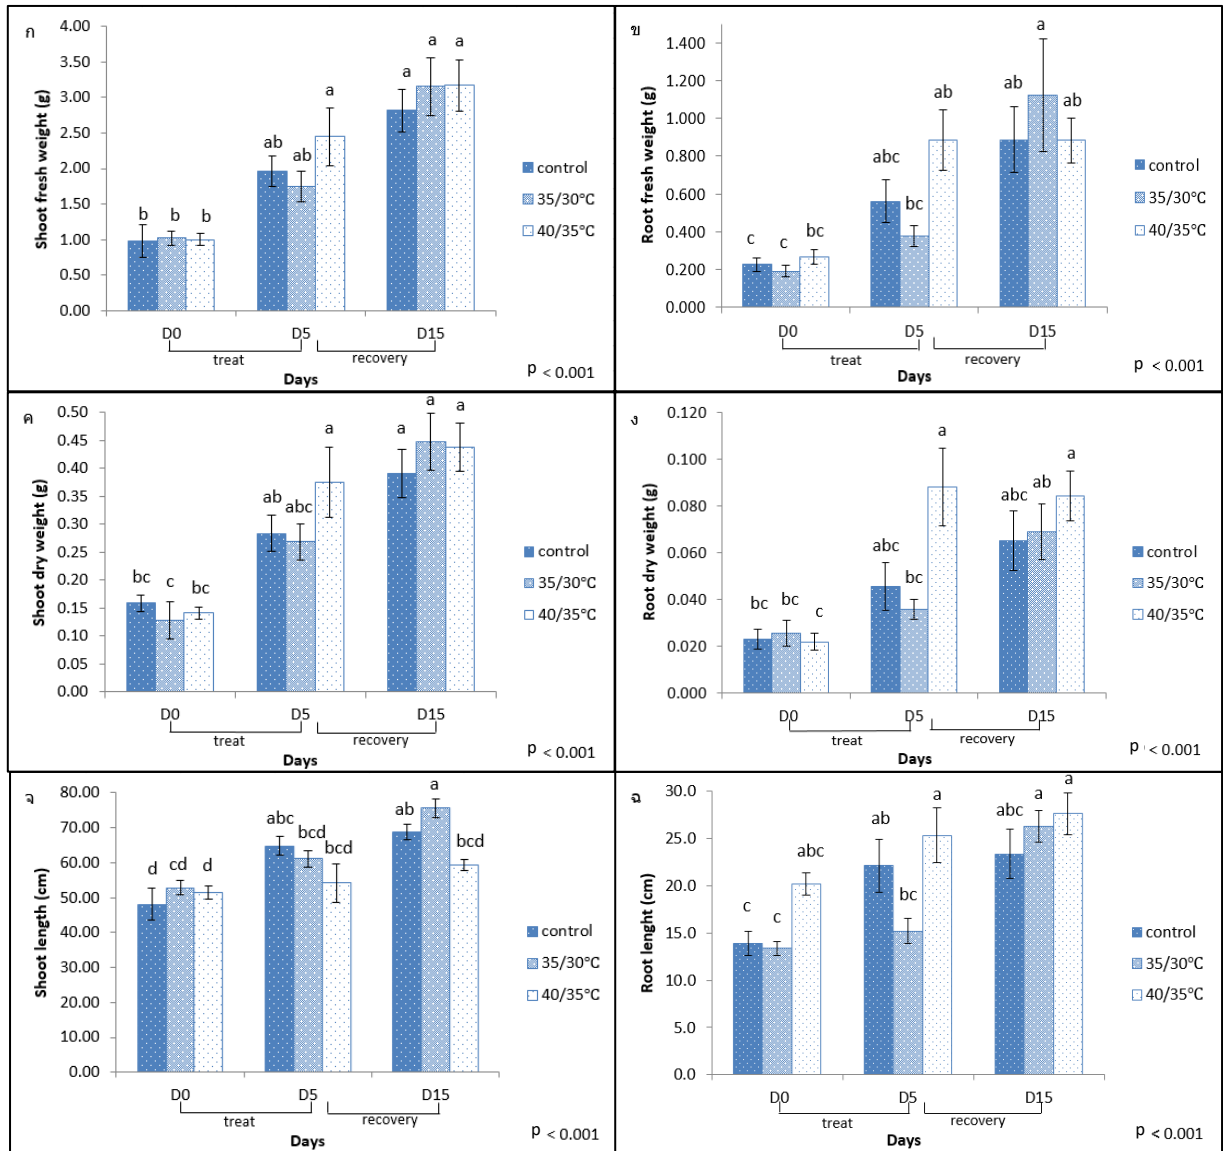 ก
Shoot fresh weight (g)
4.00
3.50
3.00
2.50
2.00
1.50
1.00
0.50
0.00
b b b
ab ab a
a a a
D0 D5 D15
treat recovery
Days
control
35/30°C
40/35°C
p < 0.001
ข
Root fresh weight (g)
1.400
1.200
1.000
0.800
0.600
0.400
0.200
0.000
c c bc
abc bc ab
ab a ab
D0 D5 D15
treat recovery
Days
control
35/30°C
40/35°C
p < 0.001
ค
Shoot dry weight (g)
0.50
0.45
0.40
0.35
0.30
0.25
0.20
0.15
0.10
0.05
0.00
bc c bc
ab abc a
a a a
D0 D5 D15
treat recovery
Days
control
35/30°C
40/35°C
p < 0.001
ง
Root dry weight (g)
0.120
0.100
0.080
0.060
0.040
0.020
0.000
bc bc c
abc bc a
abc ab a
D0 D5 D15
treat recovery
Days
control
35/30°C
40/35°C
p < 0.001
จ
Shoot length (cm)
80.00
70.00
60.00
50.00
40.00
30.00
20.00
10.00
0.00
d cd d
abc bcd bcd
ab a bcd
D0 D5 D15
treat recovery
Days
control
35/30°C
40/35°C
p < 0.001
ฉ
Root lenght (cm)
30.0
25.0
20.0
15.0
10.0
5.0
0.0
c c abc
ab bc a
abc a a
D0 D5 D15
treat recovery
Days
control
35/30°C
40/35°C
p < 0.001